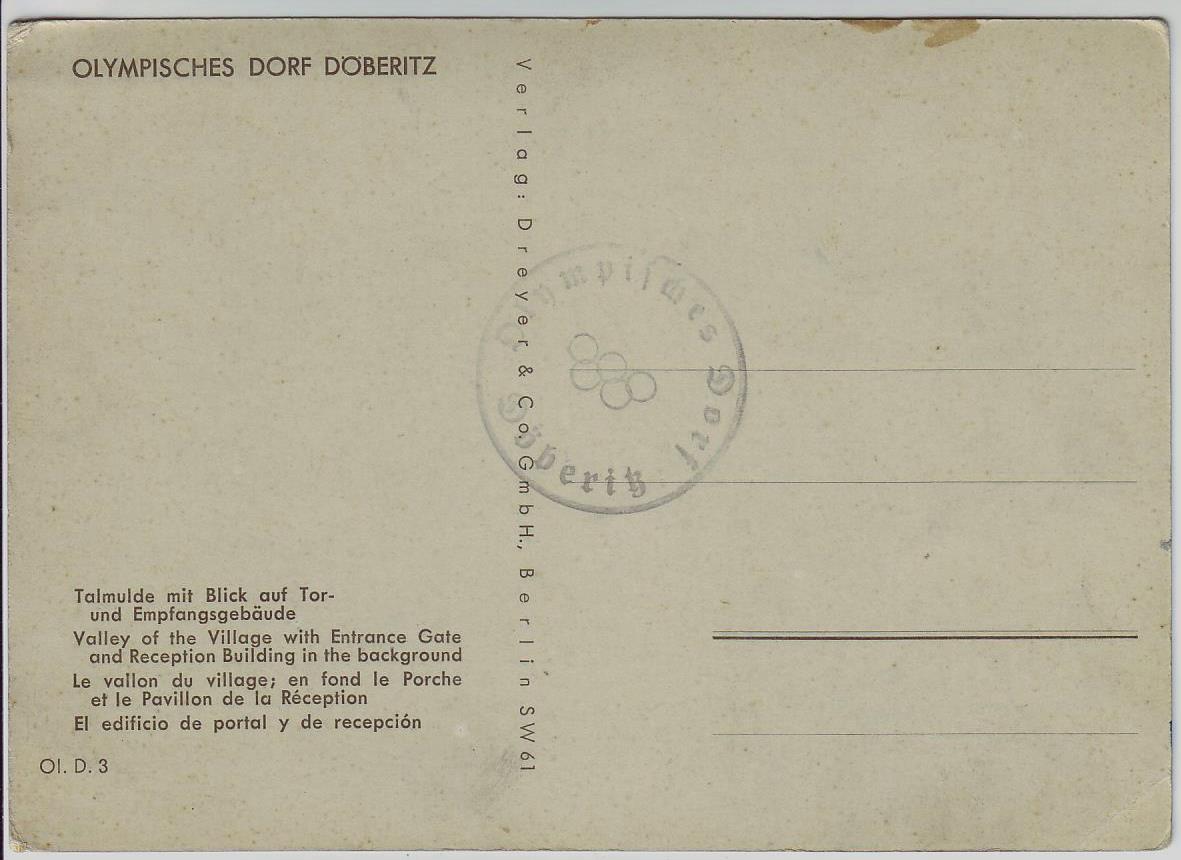 OLYMPISCHES DORF DÖBERITZ
Verlag: Dreyer & Co. GmbH., Berlin SW 61
Olympisches Dorf
Döberitz
Talmulde mit Blick auf Tor-
und Empfangsgebäude
Valley of the Village with Entrance Gate
and Reception Building in the background
Le vallon du village; en fond le Porche
et le Pavillon de la Réception
El edificio de portal y de recepción
Ol. D. 3